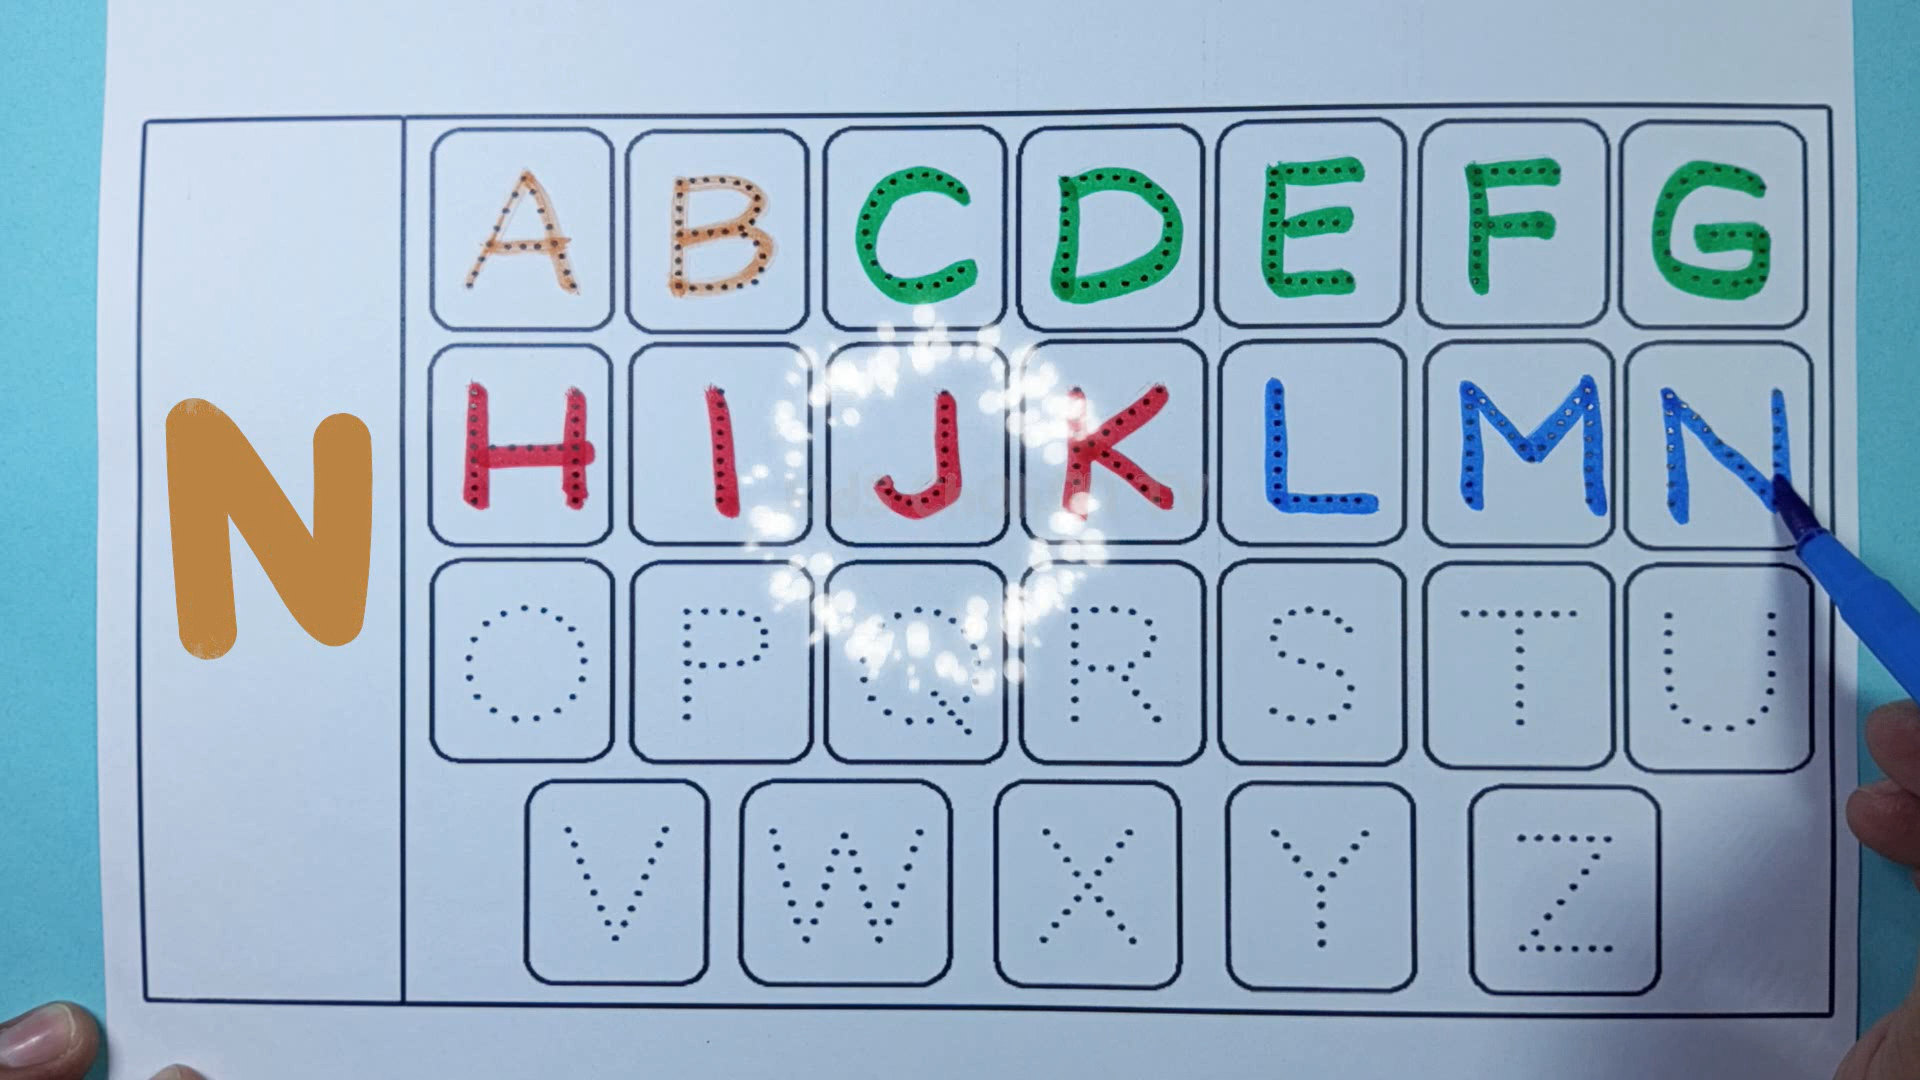 N
A B C D E F G
H I J K L M N
O P Q R S T U
V W X Y Z